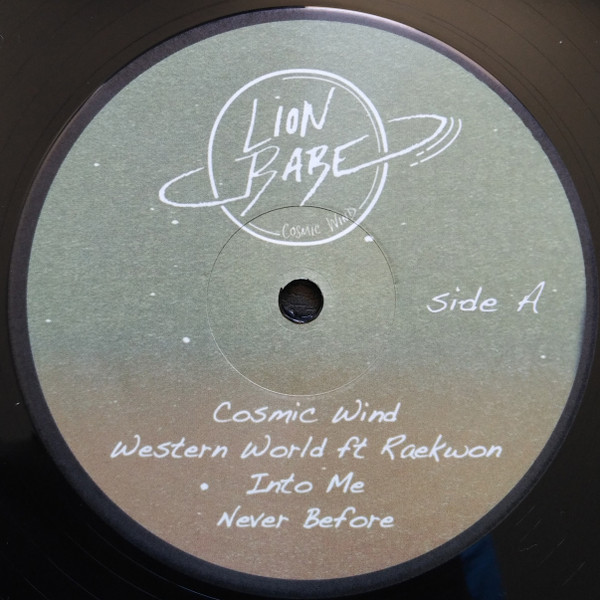 LION
BABE
COSMIC WIND
side A
Cosmic Wind
Western World ft Raekwon
Into Me
Never Before